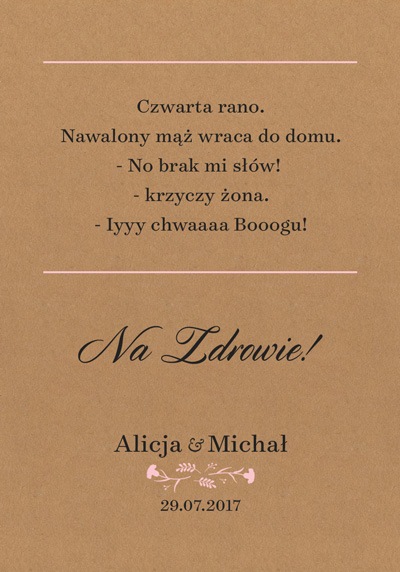 Czwarta rano.
Nawalony mąż wraca do domu.
- No brak mi słów!
- krzyczy żona.
- Iyyy chwaaaa Booogu!
Na Zdrowie!
Alicja & Michał
29.07.2017